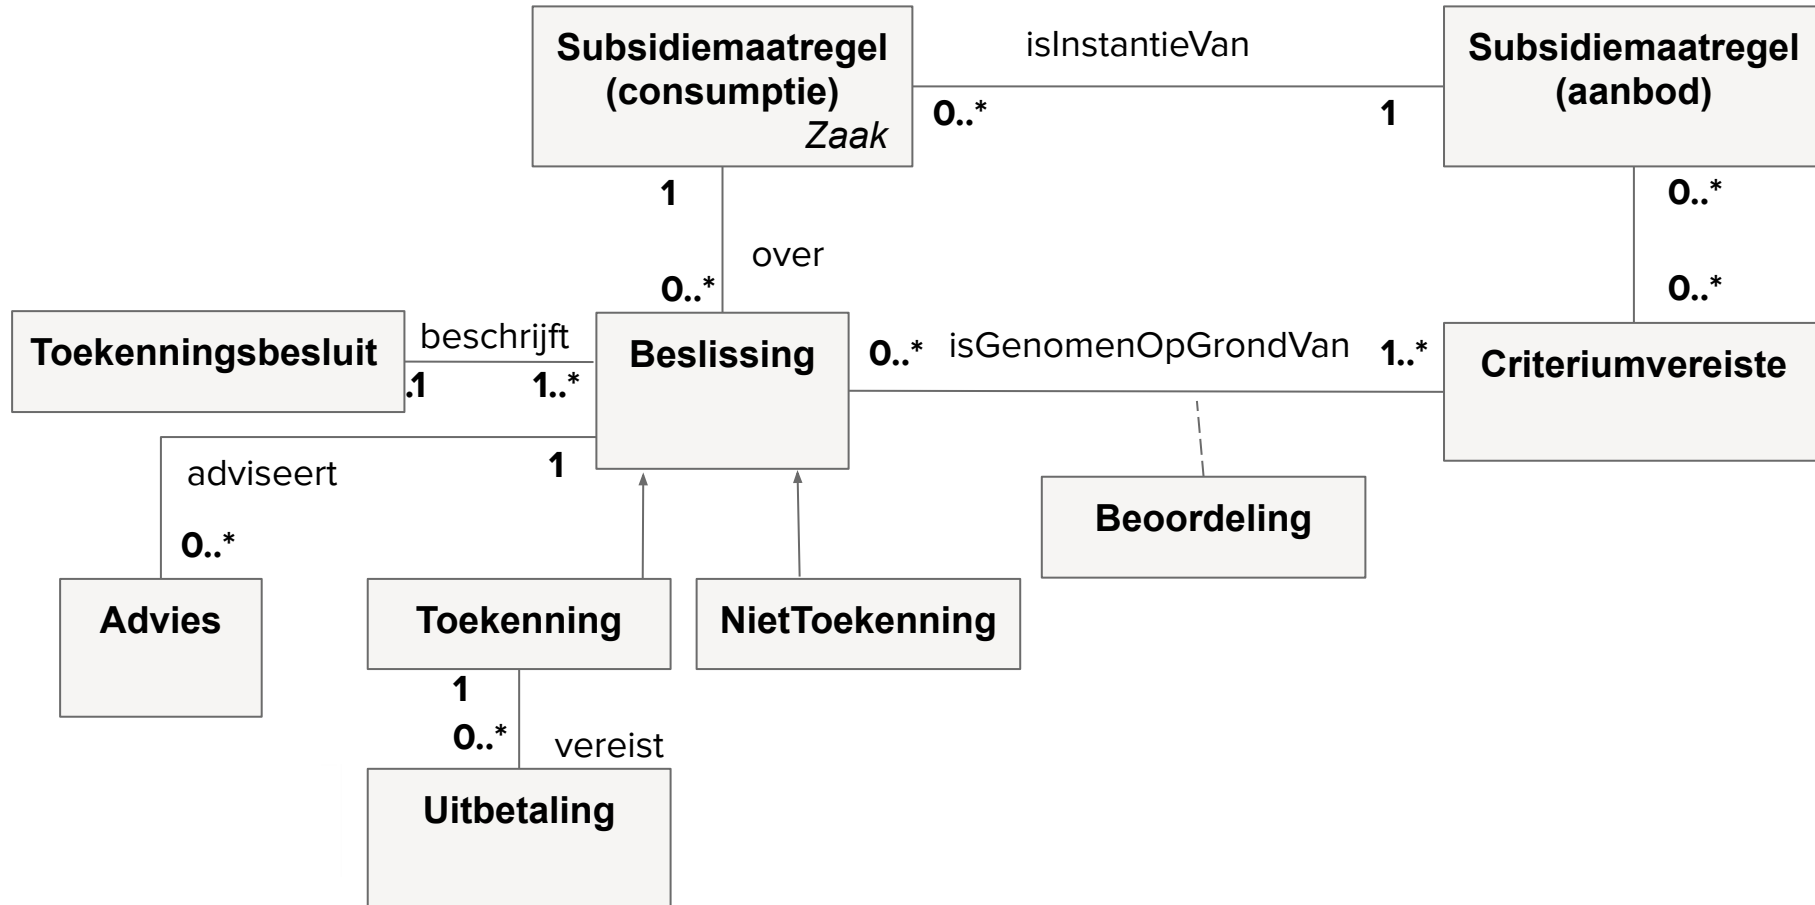 Subsidiemaatregel
(consumptie)
Zaak
isInstantieVan
0..*
1
Subsidiemaatregel
(aanbod)
1
over
0..*
0..*
0..*
Toekenningsbesluit
beschrijft
.1
1..*
Beslissing
0..*
isGenomenOpGrondVan
1..*
Criteriumvereiste
adviseert
1
0..*
Beoordeling
Advies
Toekenning
NietToekenning
1
0..*
vereist
Uitbetaling